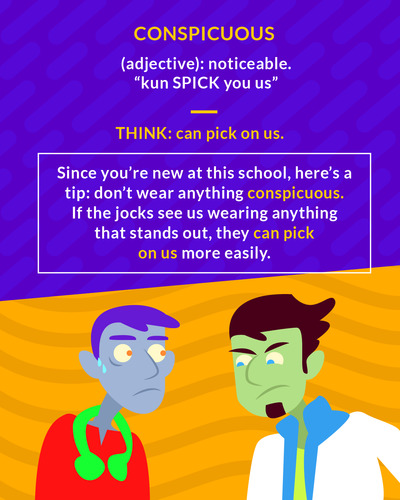 CONSPICUOUS
(adjective): noticeable.
“kun SPICK you us”
THINK: can pick on us.
Since you’re new at this school, here’s a
tip: don’t wear anything conspicuous.
If the jocks see us wearing anything
that stands out, they can pick
on us more easily.